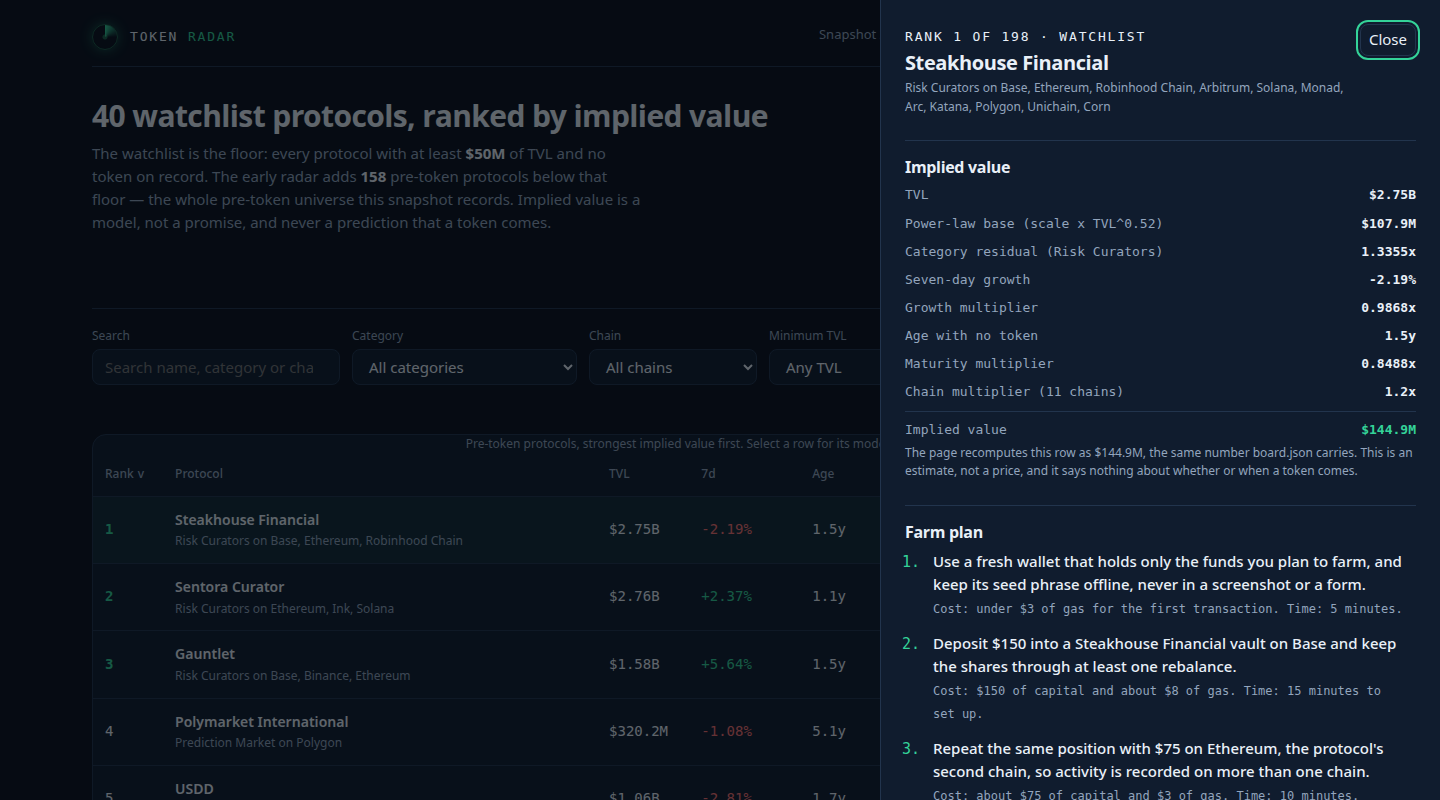 TOKEN RADAR
Snapshot
40 watchlist protocols, ranked by implied value
The watchlist is the floor: every protocol with at least $50M of TVL and no
token on record. The early radar adds 158 pre-token protocols below that
floor — the whole pre-token universe this snapshot records. Implied value is a
model, not a promise, and never a prediction that a token comes.
Search
Category
Chain
Minimum TVL
Search name, category or cha
All categories
All chains
Any TVL
Pre-token protocols, strongest implied value first. Select a row for its mod
Rank v
Protocol
TVL
7d
Age
1
Steakhouse Financial
Risk Curators on Base, Ethereum, Robinhood Chain
$2.75B
-2.19%
1.5y
2
Sentora Curator
Risk Curators on Ethereum, Ink, Solana
$2.76B
+2.37%
1.1y
3
Gauntlet
Risk Curators on Base, Binance, Ethereum
$1.58B
+5.64%
1.5y
4
Polymarket International
Prediction Market on Polygon
$320.2M
-1.08%
5.1y
5
USDD
$1.06B
-2.81%
1.7y
RANK 1 OF 198 · WATCHLIST
Close
Steakhouse Financial
Risk Curators on Base, Ethereum, Robinhood Chain, Arbitrum, Solana, Monad,
Arc, Katana, Polygon, Unichain, Corn
Implied value
TVL $2.75B
Power-law base (scale x TVL^0.52) $107.9M
Category residual (Risk Curators) 1.3355x
Seven-day growth -2.19%
Growth multiplier 0.9868x
Age with no token 1.5y
Maturity multiplier 0.8488x
Chain multiplier (11 chains) 1.2x
Implied value $144.9M
The page recomputes this row as $144.9M, the same number board.json carries. This is an
estimate, not a price, and it says nothing about whether or when a token comes.
Farm plan
1. Use a fresh wallet that holds only the funds you plan to farm, and
keep its seed phrase offline, never in a screenshot or a form.
Cost: under $3 of gas for the first transaction. Time: 5 minutes.
2. Deposit $150 into a Steakhouse Financial vault on Base and keep
the shares through at least one rebalance.
Cost: $150 of capital and about $8 of gas. Time: 15 minutes to
set up.
3. Repeat the same position with $75 on Ethereum, the protocol's
second chain, so activity is recorded on more than one chain.
Cost: about $75 of capital and $3 of gas. Time: 10 minutes.